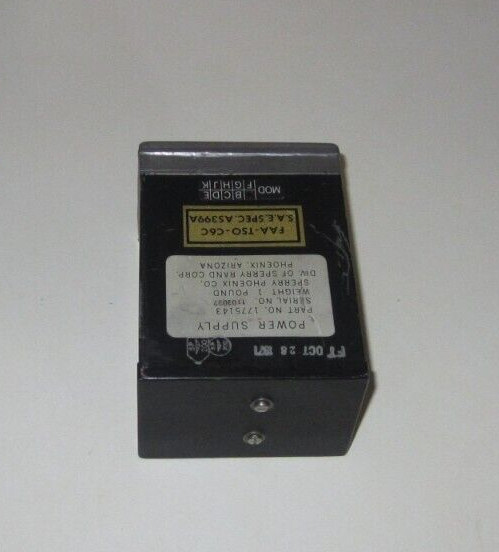 FT OCT 28 1971
POWER SUPPLY
PART NO. 1775143
SERIAL NO.
WEIGHT 1 POUND
SPERRY PHOENIX CO.
DIV. OF SPERRY RAND CORP.
PHOENIX, ARIZONA
FAA-TSO-C6C
S.A.E. SPEC. AS399A
MOD BCDE
FGHJK